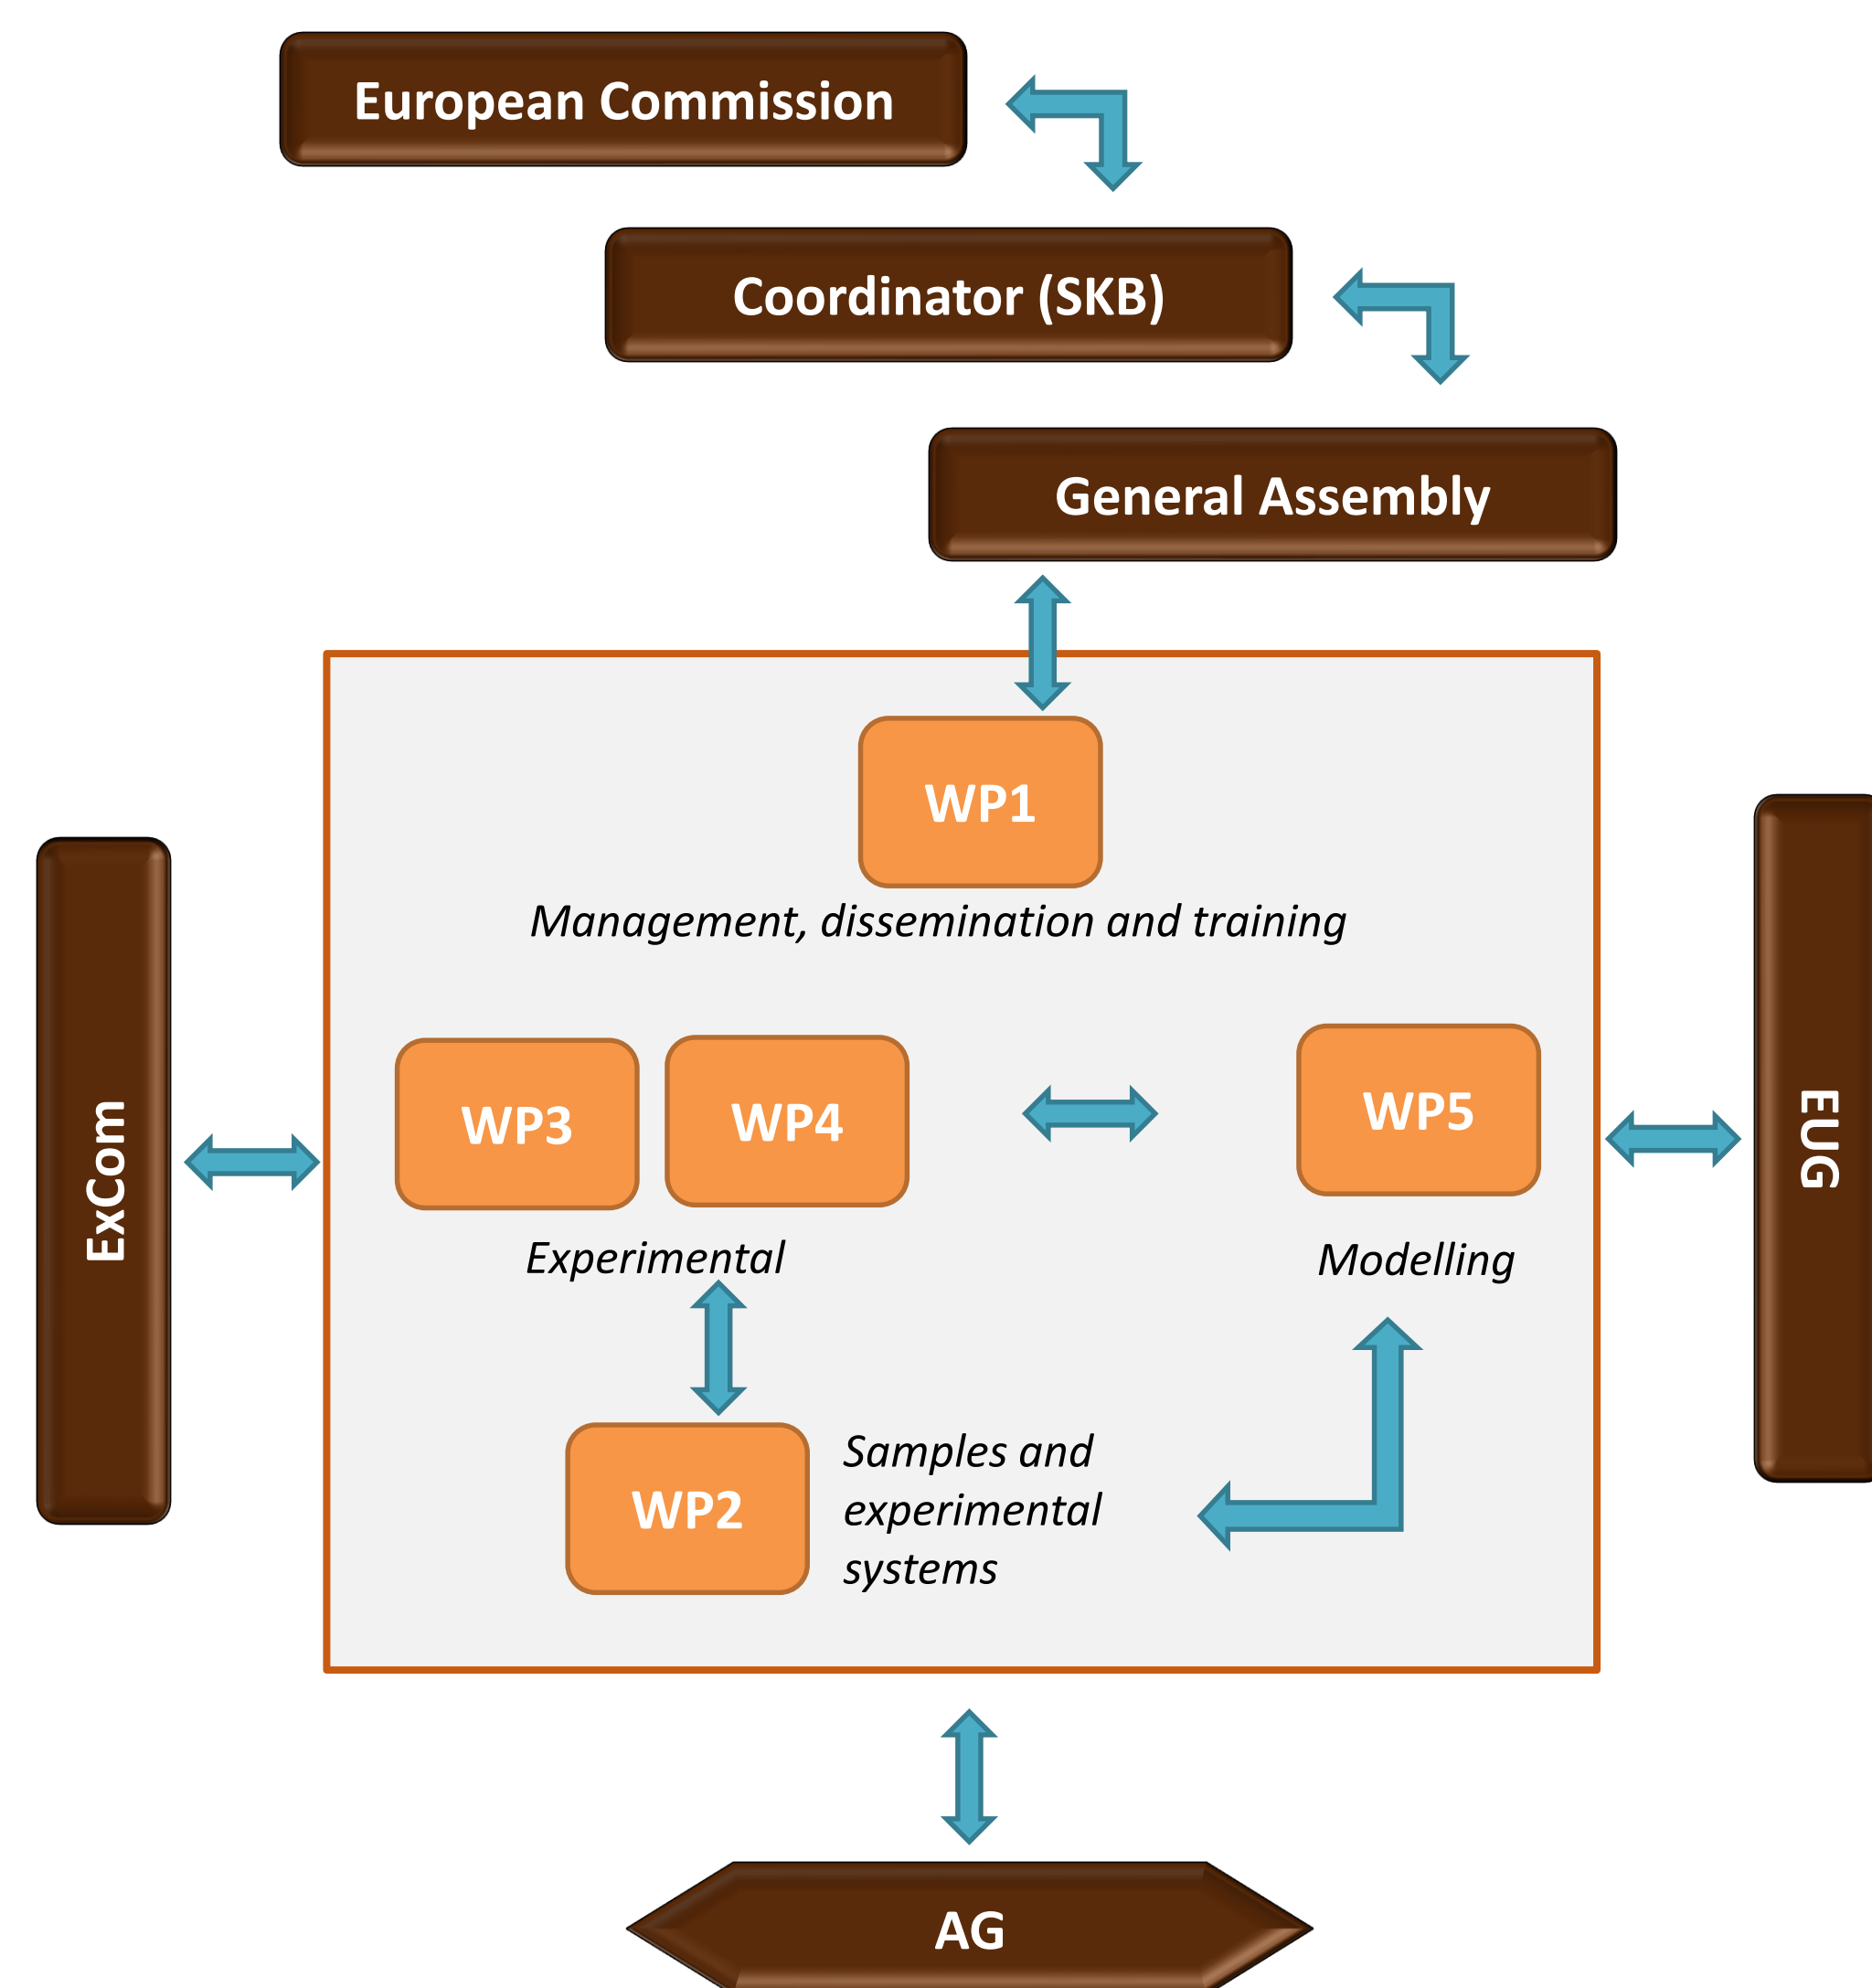 European Commission
Coordinator (SKB)
General Assembly
WP1
Management, dissemination and training
ExCom
WP3
WP4
WP5
EUG
Experimental
Modelling
WP2
Samples and
experimental
systems
AG